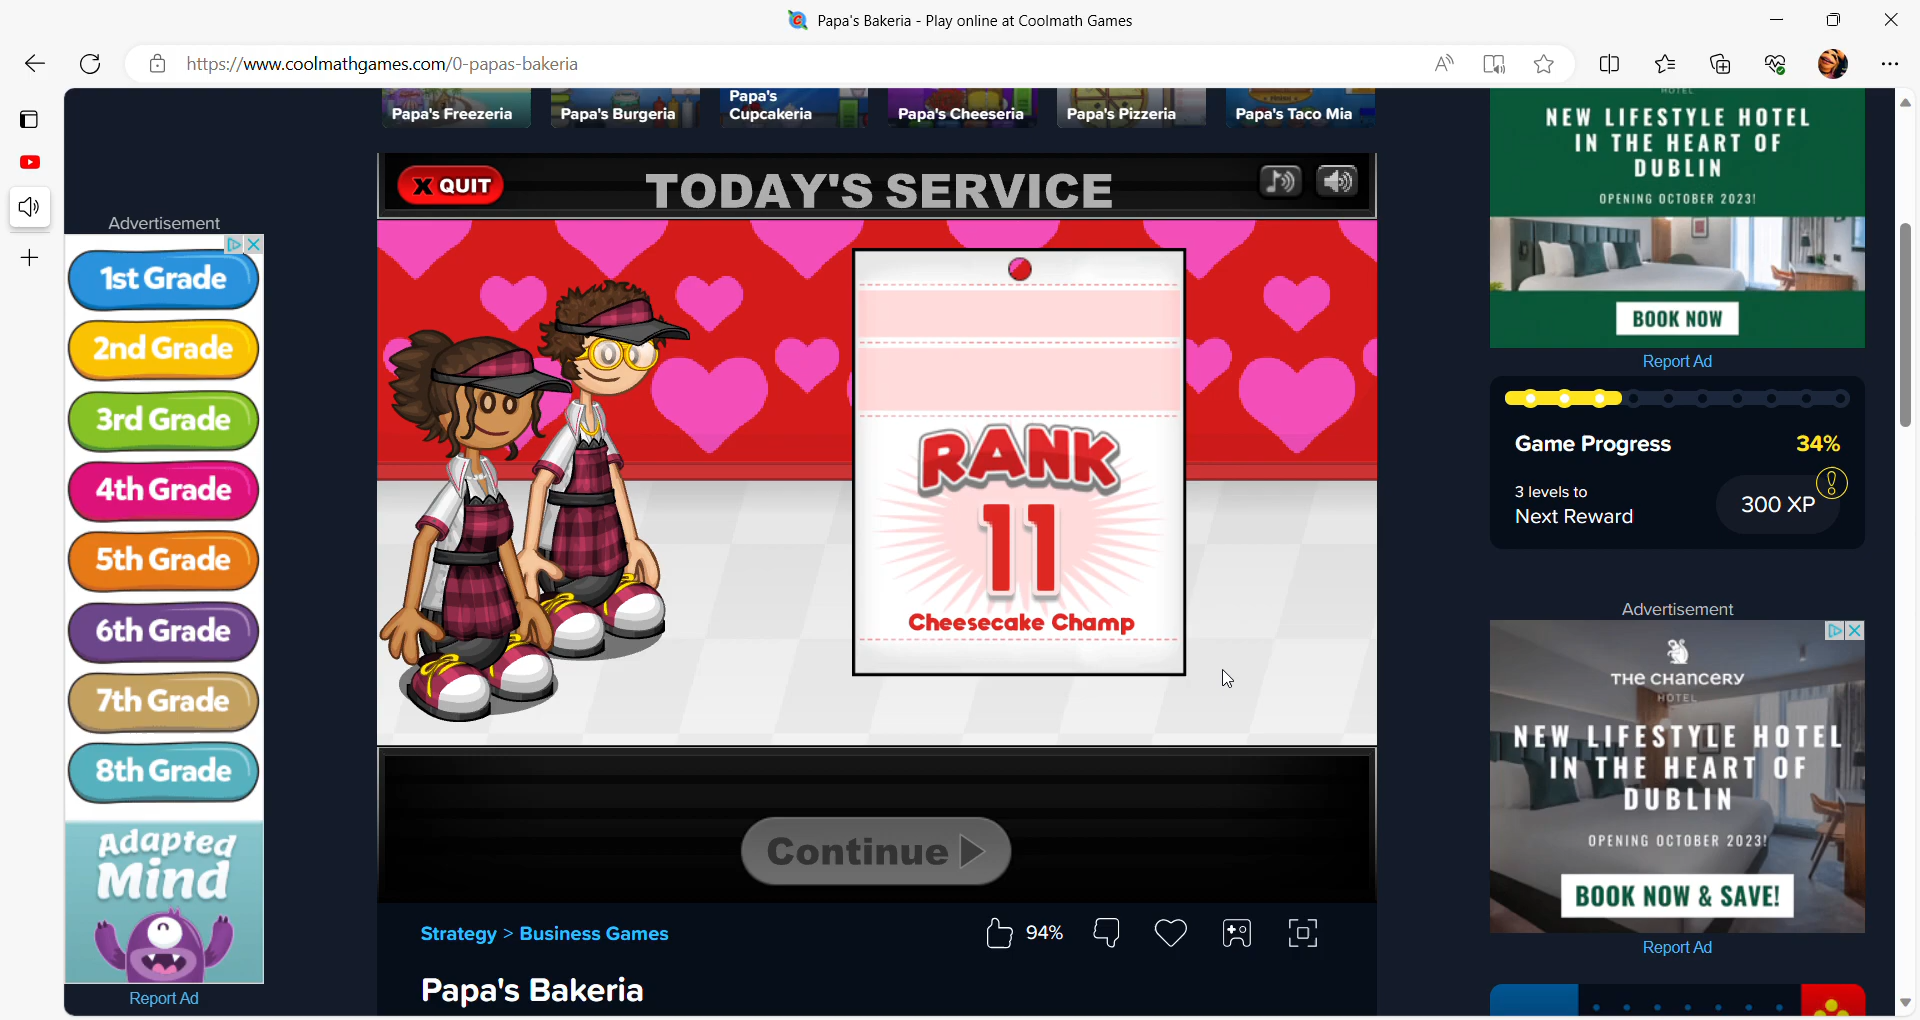 Papa's Bakeria - Play online at Coolmath Games
https://www.coolmathgames.com/0-papas-bakeria
Papa's Freezeria
Papa's Burgeria
Papa's
Cupcakeria
Papa's Cheeseria
Papa's Pizzeria
Papa's Taco Mia
X QUIT
TODAY'S SERVICE
RANK
11
Cheesecake Champ
Continue
Strategy > Business Games
94%
Papa's Bakeria
Advertisement
1st Grade
2nd Grade
3rd Grade
4th Grade
5th Grade
6th Grade
7th Grade
8th Grade
Adapted
Mind
Report Ad
HOTEL
NEW LIFESTYLE HOTEL
IN THE HEART OF
DUBLIN
OPENING OCTOBER 2023!
BOOK NOW
Report Ad
Game Progress
34%
3 levels to
Next Reward
300 XP
Advertisement
THE CHANCERY
HOTEL
NEW LIFESTYLE HOTEL
IN THE HEART OF
DUBLIN
OPENING OCTOBER 2023!
BOOK NOW & SAVE!
Report Ad